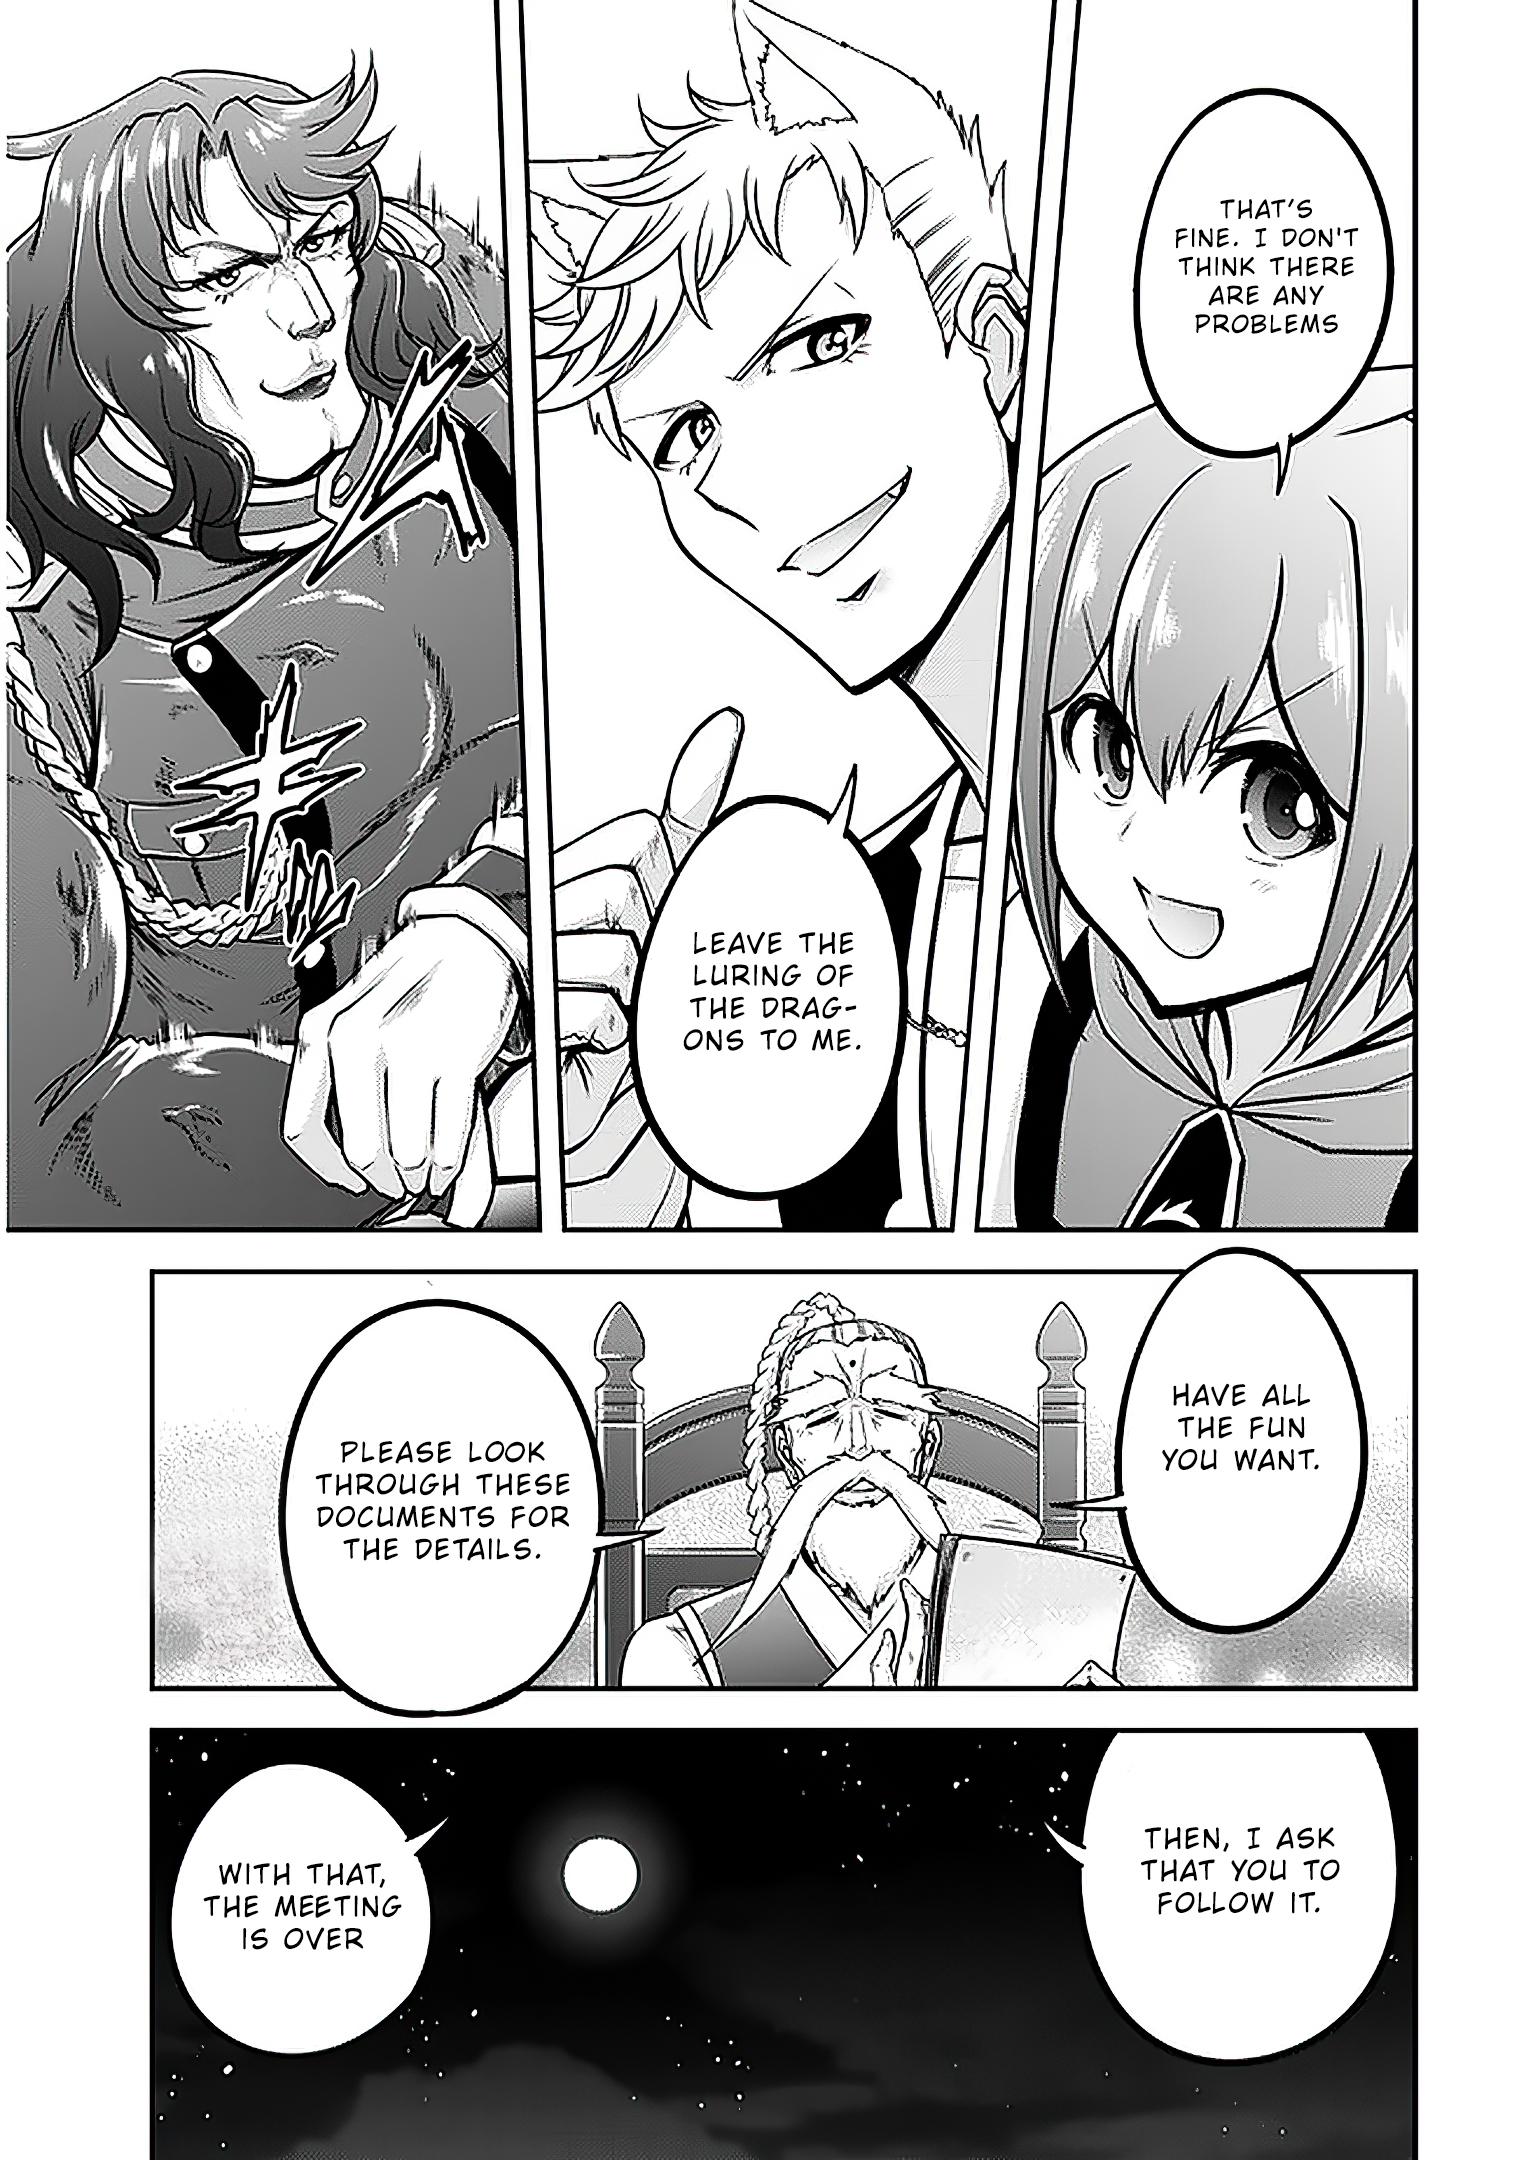 THAT'S
FINE. I DON'T
THINK THERE
ARE ANY
PROBLEMS
LEAVE THE
LURING OF
THE DRAG-
ONS TO ME.
HAVE ALL
THE FUN
YOU WANT.
PLEASE LOOK
THROUGH THESE
DOCUMENTS FOR
THE DETAILS.
THEN, I ASK
THAT YOU TO
FOLLOW IT.
WITH THAT,
THE MEETING
IS OVER